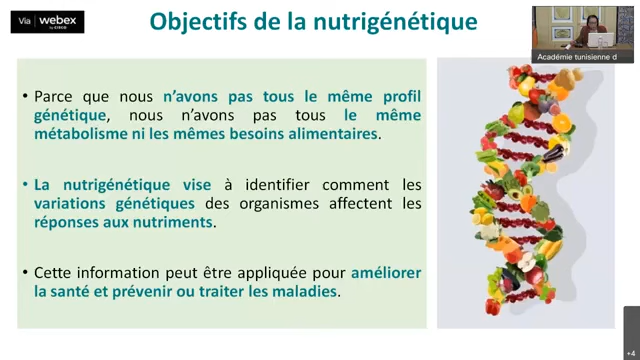 Via
webex
by CISCO
Objectifs de la nutrigénétique
Académie tunisienne d
• Parce que nous n'avons pas tous le même profil
génétique, nous n'avons pas tous le même
métabolisme ni les mêmes besoins alimentaires.
• La nutrigénétique vise à identifier comment les
variations génétiques des organismes affectent les
réponses aux nutriments.
• Cette information peut être appliquée pour améliorer
la santé et prévenir ou traiter les maladies.
+4